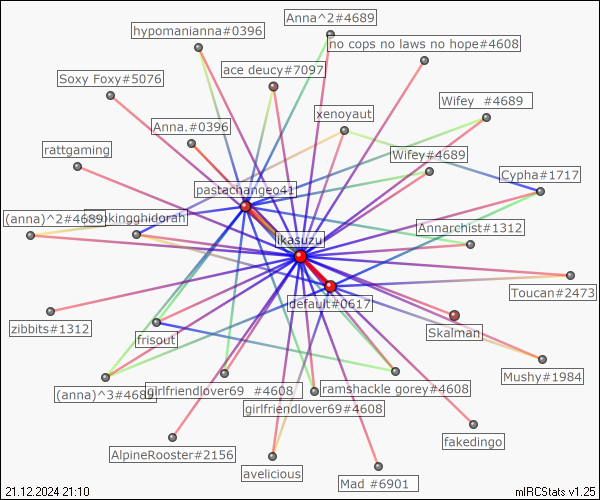 Anna^2#4689
hypomanianna#0396
no cops no laws no hope#4608
ace deucy#7097
Soxy Foxy#5076
Wifey  #4689
xenoyaut
Anna.#0396
rattgaming
Wifey#4689
Cypha#1717
pastachangeo41
(anna)^2#4689
kingghidorah
Annarchist#1312
ikasuzu
Toucan#2473
default#0617
zibbits#1312
Skalman
frisout
Mushy#1984
(anna)^3#4689
girlfriendlover69  #4608
ramshackle gorey#4608
girlfriendlover69#4608
fakedingo
AlpineRooster#2156
avelicious
Mad #6901
21.12.2024 21:10
mIRCStats v1.25